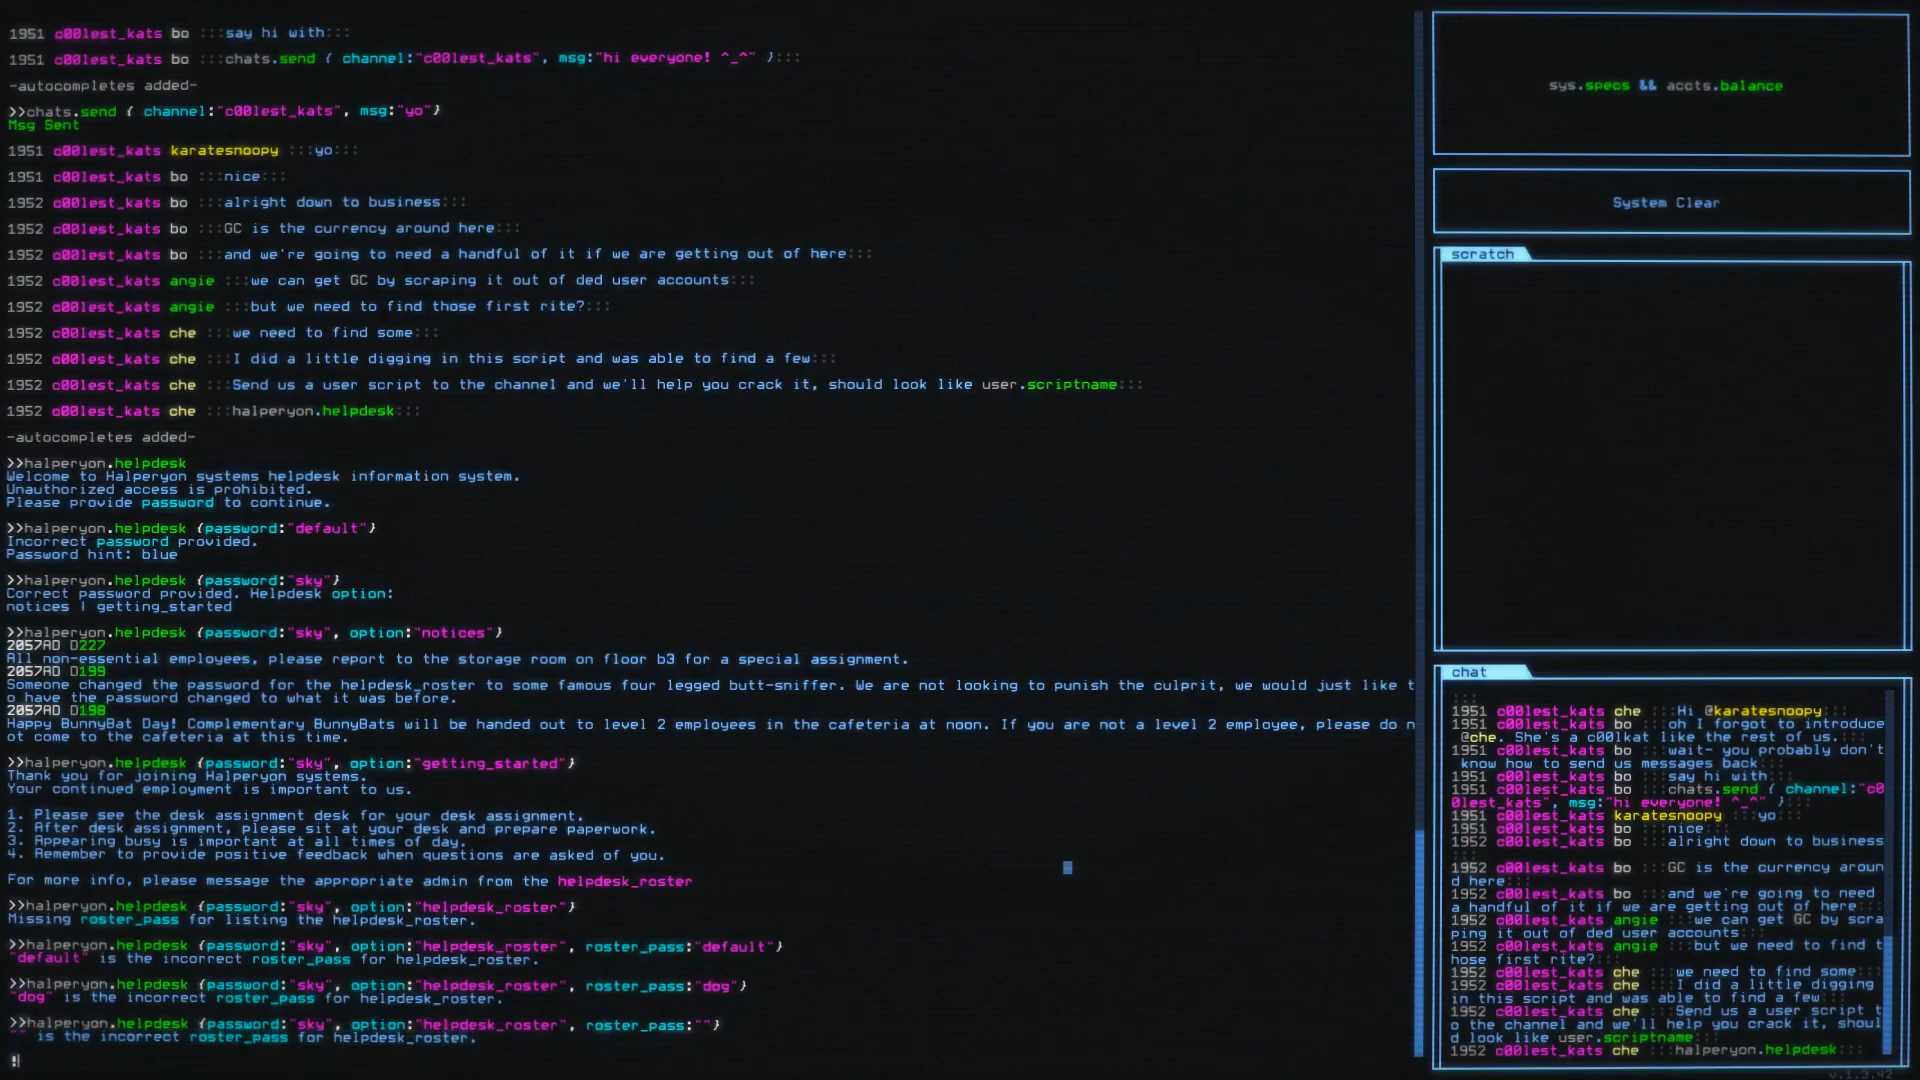 1951 c00lest_kats bo :::say hi with:::
1951 c00lest_kats bo :::chats.send { channel:"c00lest_kats", msg:"hi everyone! ^_^" }:::
-autocompletes added-
>>chats.send { channel:"c00lest_kats", msg:"yo"}
Msg Sent
1951 c00lest_kats karatesnoopy :::yo:::
1951 c00lest_kats bo :::nice:::
1952 c00lest_kats bo :::alright down to business:::
1952 c00lest_kats bo :::GC is the currency around here:::
1952 c00lest_kats bo :::and we're going to need a handful of it if we are getting out of here:::
1952 c00lest_kats angie :::we can get GC by scraping it out of ded user accounts:::
1952 c00lest_kats angie :::but we need to find those first rite?:::
1952 c00lest_kats che :::we need to find some:::
1952 c00lest_kats che :::I did a little digging in this script and was able to find a few:::
1952 c00lest_kats che :::Send us a user script to the channel and we'll help you crack it, should look like user.scriptname:::
1952 c00lest_kats che :::halperyon.helpdesk:::
-autocompletes added-
>>halperyon.helpdesk
Welcome to Halperyon systems helpdesk information system.
Unauthorized access is prohibited.
Please provide password to continue.
>>halperyon.helpdesk {password:"default"}
Incorrect password provided.
Password hint: blue
>>halperyon.helpdesk {password:"sky"}
Correct password provided. Helpdesk option:
notices | getting_started
>>halperyon.helpdesk {password:"sky", option:"notices"}
2057AD D227
All non-essential employees, please report to the storage room on floor b3 for a special assignment.
2057AD D199
Someone changed the password for the helpdesk_roster to some famous four legged butt-sniffer. We are not looking to punish the culprit, we would just like t
o have the password changed to what it was before.
2057AD D198
Happy BunnyBat Day! Complementary BunnyBats will be handed out to level 2 employees in the cafeteria at noon. If you are not a level 2 employee, please do n
ot come to the cafeteria at this time.
>>halperyon.helpdesk {password:"sky", option:"getting_started"}
Thank you for joining Halperyon systems.
Your continued employment is important to us.
1. Please see the desk assignment desk for your desk assignment.
2. After desk assignment, please sit at your desk and prepare paperwork.
3. Appearing busy is important at all times of day.
4. Remember to provide positive feedback when questions are asked of you.
For more info, please message the appropriate admin from the helpdesk_roster
>>halperyon.helpdesk {password:"sky", option:"helpdesk_roster"}
Missing roster_pass for listing the helpdesk_roster.
>>halperyon.helpdesk {password:"sky", option:"helpdesk_roster", roster_pass:"default"}
"default" is the incorrect roster_pass for helpdesk_roster.
>>halperyon.helpdesk {password:"sky", option:"helpdesk_roster", roster_pass:"dog"}
"dog" is the incorrect roster_pass for helpdesk_roster.
>>halperyon.helpdesk {password:"sky", option:"helpdesk_roster", roster_pass:""}
"" is the incorrect roster_pass for helpdesk_roster.
sys.specs && accts.balance
System Clear
scratch
chat
:::
1951 c00lest_kats che :::Hi @karatesnoopy:::
1951 c00lest_kats bo :::oh I forgot to introduce
@che. She's a c00lkat like the rest of us.:::
1951 c00lest_kats bo :::wait- you probably don't
know how to send us messages back:::
1951 c00lest_kats bo :::say hi with:::
1951 c00lest_kats bo :::chats.send { channel:"c0
0lest_kats", msg:"hi everyone! ^_^" }:::
1951 c00lest_kats karatesnoopy :::yo:::
1951 c00lest_kats bo :::nice:::
1952 c00lest_kats bo :::alright down to business
:::
1952 c00lest_kats bo :::GC is the currency aroun
d here:::
1952 c00lest_kats bo :::and we're going to need
a handful of it if we are getting out of here:::
1952 c00lest_kats angie :::we can get GC by scra
ping it out of ded user accounts:::
1952 c00lest_kats angie :::but we need to find t
hose first rite?:::
1952 c00lest_kats che :::we need to find some:::
1952 c00lest_kats che :::I did a little digging
in this script and was able to find a few:::
1952 c00lest_kats che :::Send us a user script t
o the channel and we'll help you crack it, shoul
d look like user.scriptname:::
1952 c00lest_kats che :::halperyon.helpdesk:::
v.1.3.42